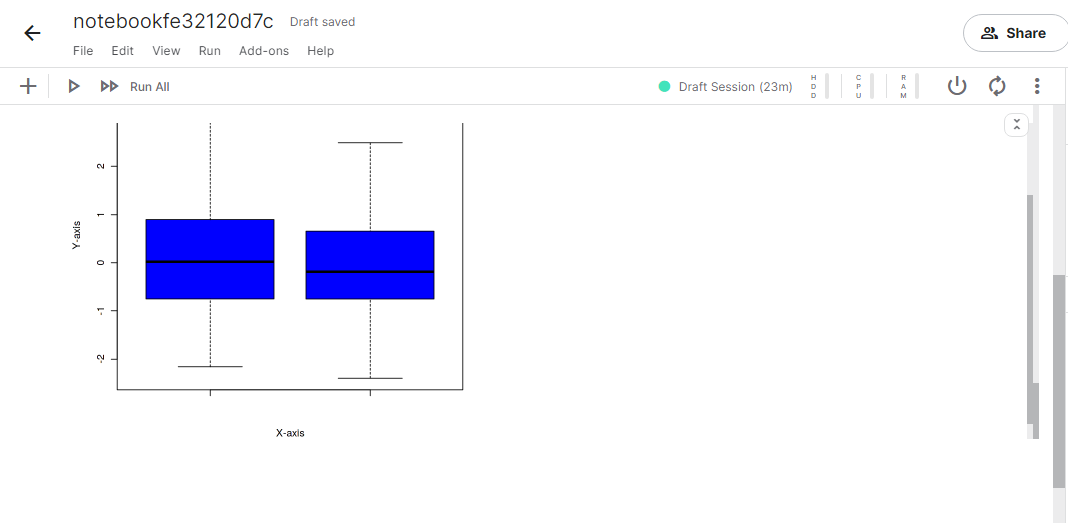 notebookfe32120d7c Draft saved
File Edit View Run Add-ons Help
Share
Run All
Draft Session (23m)
HDD
CPU
RAM
2
1
0
-1
-2
Y-axis
X-axis